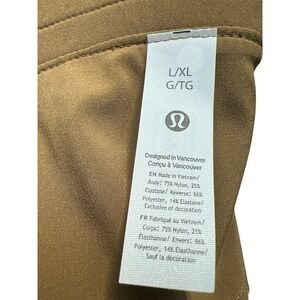 L/XL
G/TG
Designed in Vancouver
Conçu à Vancouver
EN Made in Vietnam/
Body: 75% Nylon, 25%
Elastane/ Reverse: 86%
Polyester, 14% Elastane/
Exclusive of decoration
FR Fabriqué au Vietnam/
Corps: 75% Nylon, 25%
Élasthanne/ Envers: 86%
Polyester, 14% Élasthanne/
Sauf la décoration